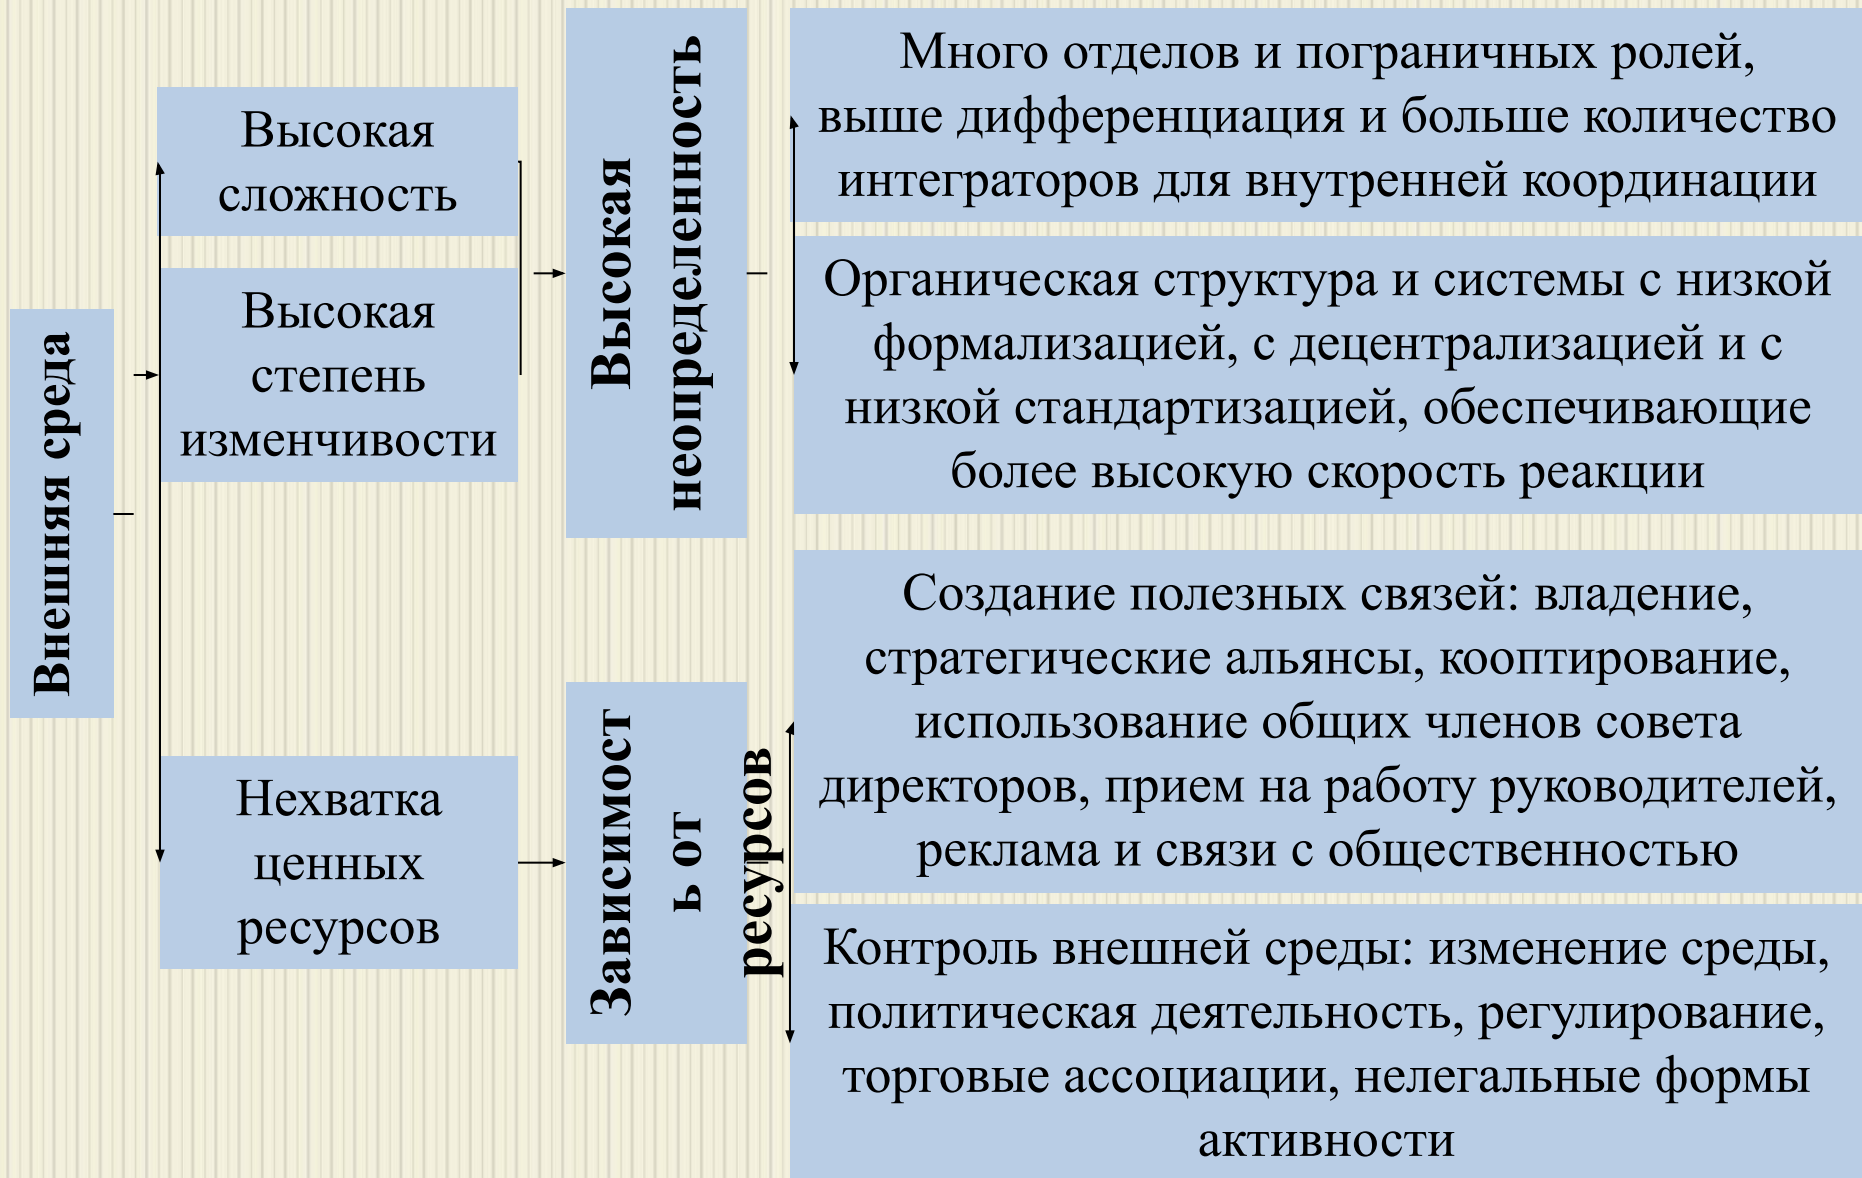 Внешняя среда
Высокая
сложность
Высокая
степень
изменчивости
Нехватка
ценных
ресурсов
Высокая
неопределенность
Зависимост
ь от
ресурсов
Много отделов и пограничных ролей,
выше дифференциация и больше количество
интеграторов для внутренней координации
Органическая структура и системы с низкой
формализацией, с децентрализацией и с
низкой стандартизацией, обеспечивающие
более высокую скорость реакции
Создание полезных связей: владение,
стратегические альянсы, кооптирование,
использование общих членов совета
директоров, прием на работу руководителей,
реклама и связи с общественностью
Контроль внешней среды: изменение среды,
политическая деятельность, регулирование,
торговые ассоциации, нелегальные формы
активности